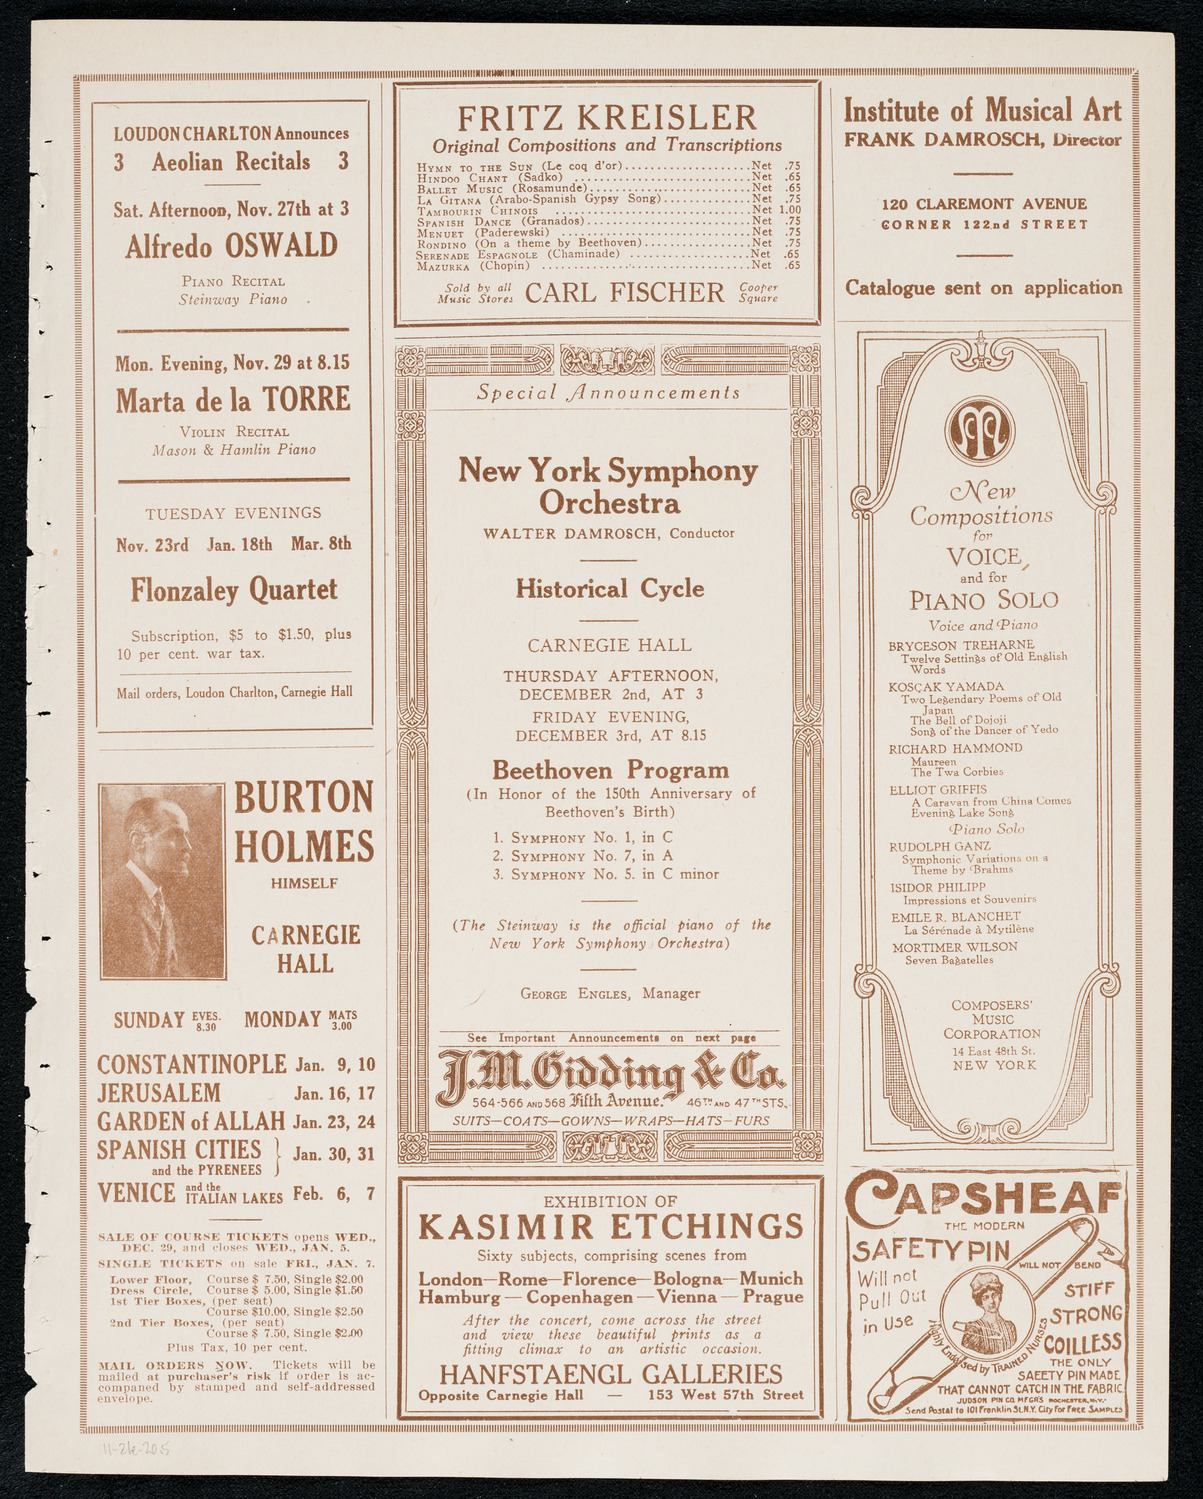 LOUDON CHARLTON Announces
3 Aeolian Recitals 3
Sat. Afternoon, Nov. 27th at 3
Alfredo OSWALD
PIANO RECITAL
Steinway Piano
Mon. Evening, Nov. 29 at 8.15
Marta de la TORRE
VIOLIN RECITAL
Mason & Hamlin Piano
TUESDAY EVENINGS
Nov. 23rd Jan. 18th Mar. 8th
Flonzaley Quartet
Subscription, $5 to $1.50, plus
10 per cent. war tax.
Mail orders, Loudon Charlton, Carnegie Hall
BURTON
HOLMES
HIMSELF
CARNEGIE
HALL
SUNDAY EVES. 8.30 MONDAY MATS 3.00
CONSTANTINOPLE Jan. 9, 10
JERUSALEM Jan. 16, 17
GARDEN of ALLAH Jan. 23, 24
SPANISH CITIES
and the PYRENEES } Jan. 30, 31
VENICE and the ITALIAN LAKES Feb. 6, 7
SALE OF COURSE TICKETS opens WED.,
DEC. 29, and closes WED., JAN. 5.
SINGLE TICKETS on sale FRI., JAN. 7.
Lower Floor, Course $ 7.50, Single $2.00
Dress Circle, Course $ 5.00, Single $1.50
1st Tier Boxes, (per seat)
Course $10.00, Single $2.50
2nd Tier Boxes, (per seat)
Course $ 7.50, Single $2.00
Plus Tax, 10 per cent.
MAIL ORDERS NOW. Tickets will be
mailed at purchaser's risk if order is ac-
companied by stamped and self-addressed
envelope.
FRITZ KREISLER
Original Compositions and Transcriptions
HYMN TO THE SUN (Le coq d'or)....................Net .75
HINDOO CHANT (Sadko) ............................Net .65
BALLET MUSIC (Rosamunde)..........................Net .65
LA GITANA (Arabo-Spanish Gypsy Song)..............Net .75
TAMBOURIN CHINOIS ...............................Net 1.00
SPANISH DANCE (Granados)..........................Net .75
MENUET (Paderewski) ..............................Net .75
RONDINO (On a theme by Beethoven).................Net .75
SERENADE ESPAGNOLE (Chaminade) ...................Net .65
MAZURKA (Chopin) .................................Net .65
Sold by all Music Stores CARL FISCHER Cooper Square
Special Announcements
New York Symphony
Orchestra
WALTER DAMROSCH, Conductor
Historical Cycle
CARNEGIE HALL
THURSDAY AFTERNOON,
DECEMBER 2nd, AT 3
FRIDAY EVENING,
DECEMBER 3rd, AT 8.15
Beethoven Program
(In Honor of the 150th Anniversary of
Beethoven's Birth)
1. SYMPHONY No. 1, in C
2. SYMPHONY No. 7, in A
3. SYMPHONY No. 5. in C minor
(The Steinway is the official piano of the
New York Symphony Orchestra)
GEORGE ENGLES, Manager
See Important Announcements on next page
J.M. Gidding & Co.
564-566 AND 568 Fifth Avenue. 46TH AND 47TH STS.
SUITS—COATS—GOWNS—WRAPS—HATS—FURS
EXHIBITION OF
KASIMIR ETCHINGS
Sixty subjects, comprising scenes from
London—Rome—Florence—Bologna—Munich
Hamburg — Copenhagen — Vienna — Prague
After the concert, come across the street
and view these beautiful prints as a
fitting climax to an artistic occasion.
HANFSTAENGL GALLERIES
Opposite Carnegie Hall — 153 West 57th Street
Institute of Musical Art
FRANK DAMROSCH, Director
120 CLAREMONT AVENUE
CORNER 122nd STREET
Catalogue sent on application
New
Compositions
for
VOICE,
and for
PIANO SOLO
Voice and Piano
BRYCESON TREHARNE
Twelve Settings of Old English
Words
KOSÇAK YAMADA
Two Legendary Poems of Old
Japan
The Bell of Dojoji
Song of the Dancer of Yedo
RICHARD HAMMOND
Maureen
The Twa Corbies
ELLIOT GRIFFIS
A Caravan from China Comes
Evening Lake Song
Piano Solo
RUDOLPH GANZ
Symphonic Variations on a
Theme by Brahms
ISIDOR PHILIPP
Impressions et Souvenirs
EMILE R. BLANCHET
La Sérénade à Mytilène
MORTIMER WILSON
Seven Bagatelles
COMPOSERS'
MUSIC
CORPORATION
14 East 48th St.
NEW YORK
CAPSHEAF
THE MODERN
SAFETY PIN
WILL NOT BEND
Will not
Pull Out
in Use
STIFF
STRONG
COILLESS
Highly Endorsed by TRAINED NURSES
THE ONLY
SAFETY PIN MADE
THAT CANNOT CATCH IN THE FABRIC.
JUDSON PIN CO. MFGRS ROCHESTER, N.Y.
Send Postal to 101 Franklin St. N.Y. City For FREE SAMPLES